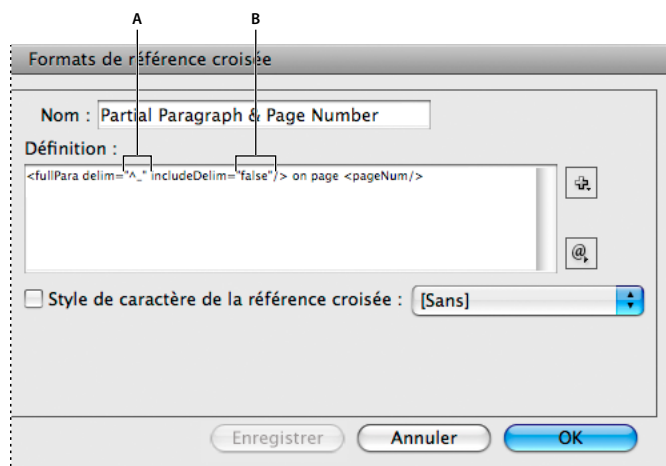 A B
Formats de référence croisée
Nom : Partial Paragraph & Page Number
Définition :
<fullPara delim="^_" includeDelim="false"/> on page <pageNum/>
@
Style de caractère de la référence croisée : [Sans]
Enregistrer Annuler OK